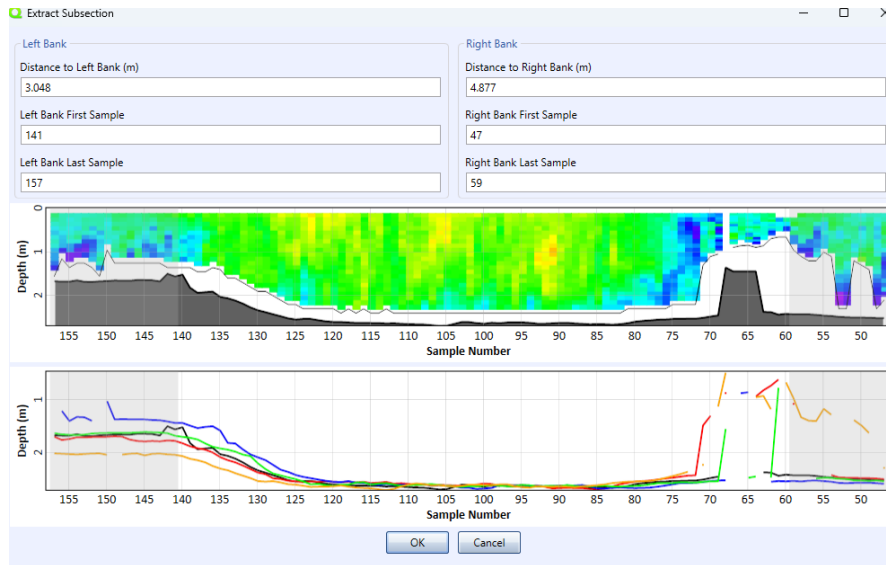 Extract Subsection
Left Bank
Distance to Left Bank (m)
3.048
Left Bank First Sample
141
Left Bank Last Sample
157
Right Bank
Distance to Right Bank (m)
4.877
Right Bank First Sample
47
Right Bank Last Sample
59
Depth (m)
0
1
2
155 150 145 140 135 130 125 120 115 110 105 100 95 90 85 80 75 70 65 60 55 50
Sample Number
Depth (m)
1
2
155 150 145 140 135 130 125 120 115 110 105 100 95 90 85 80 75 70 65 60 55 50
Sample Number
OK Cancel